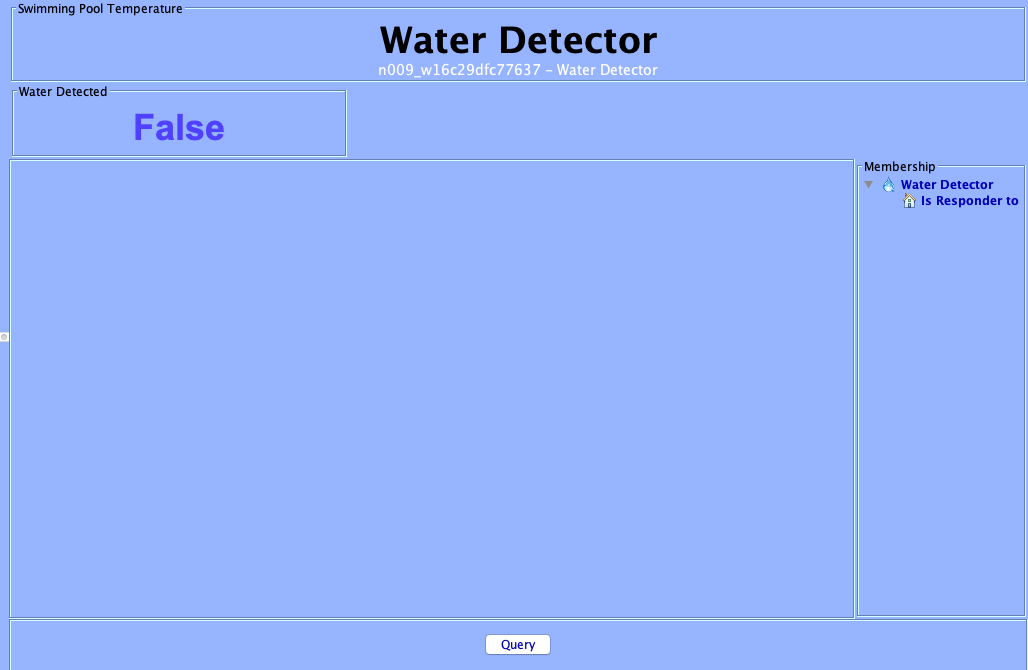 Swimming Pool Temperature
Water Detector
n009_w16c29dfc77637 - Water Detector
Water Detected
False
Membership
Water Detector
Is Responder to
Query